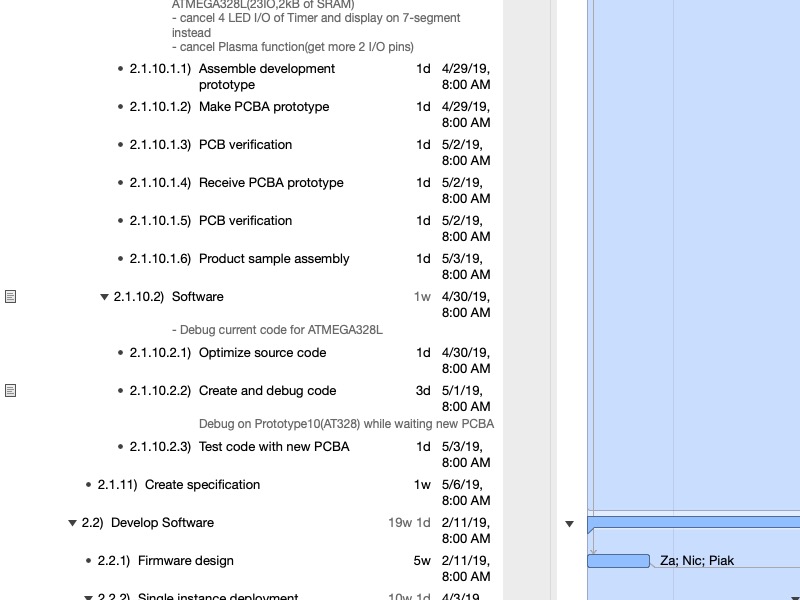 ATMEGA328L(23IO,2kB of SRAM)
- cancel 4 LED I/O of Timer and display on 7-segment
instead
- cancel Plasma function(get more 2 I/O pins)
• 2.1.10.1.1) Assemble development 1d 4/29/19,
prototype 8:00 AM
• 2.1.10.1.2) Make PCBA prototype 1d 4/29/19,
8:00 AM
• 2.1.10.1.3) PCB verification 1d 5/2/19,
8:00 AM
• 2.1.10.1.4) Receive PCBA prototype 1d 5/2/19,
8:00 AM
• 2.1.10.1.5) PCB verification 1d 5/2/19,
8:00 AM
• 2.1.10.1.6) Product sample assembly 1d 5/3/19,
8:00 AM
2.1.10.2) Software 1w 4/30/19,
8:00 AM
- Debug current code for ATMEGA328L
• 2.1.10.2.1) Optimize source code 1d 4/30/19,
8:00 AM
• 2.1.10.2.2) Create and debug code 3d 5/1/19,
8:00 AM
Debug on Prototype10(AT328) while waiting new PCBA
• 2.1.10.2.3) Test code with new PCBA 1d 5/3/19,
8:00 AM
• 2.1.11) Create specification 1w 5/6/19,
8:00 AM
2.2) Develop Software 19w 1d 2/11/19,
8:00 AM
• 2.2.1) Firmware design 5w 2/11/19, Za; Nic; Piak
8:00 AM
2.2.2) Single instance deployment 10w 1d 4/3/19,